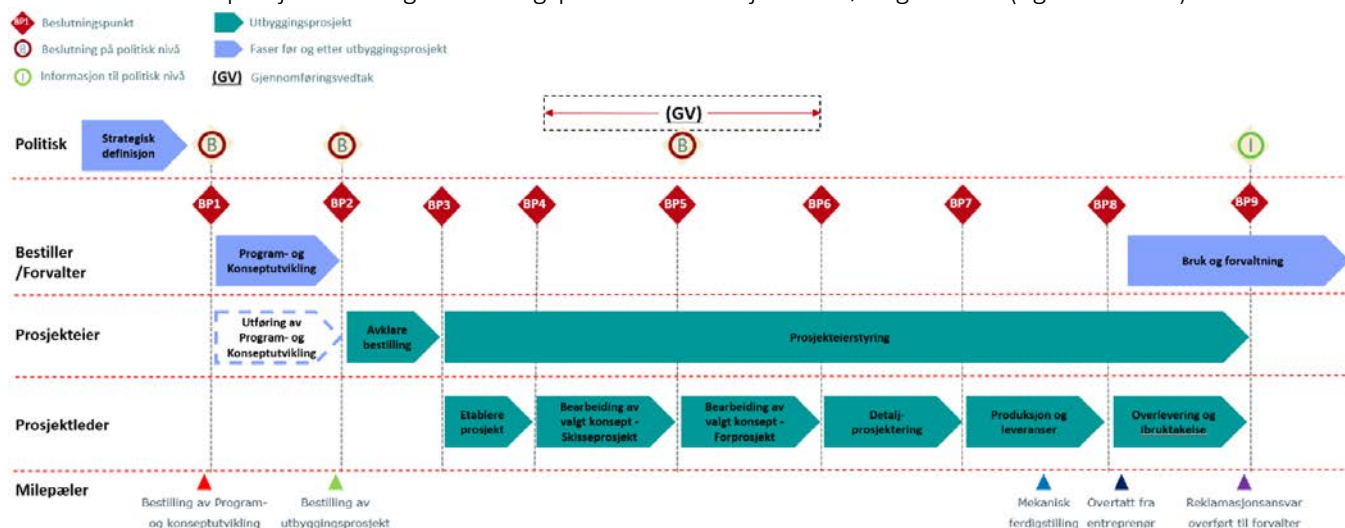 BP1 Beslutningspunkt
Utbyggingsprosjekt
B Beslutning på politisk nivå
Faser før og etter utbyggingsprosjekt
I Informasjon til politisk nivå
(GV) Gjennomføringsvedtak
(GV)
Politisk
Strategisk
definisjon
B
B
B
I
BP1
BP2
BP3
BP4
BP5
BP6
BP7
BP8
BP9
Bestiller
/Forvalter
Program- og
Konseptutvikling
Bruk og forvaltning
Prosjekteier
Utføring av
Program- og
Konseptutvikling
Avklare
bestilling
Prosjekteierstyring
Prosjektleder
Etablere
prosjekt
Bearbeiding av
valgt konsept -
Skisseprosjekt
Bearbeiding av
valgt konsept -
Forprosjekt
Detalj-
prosjektering
Produksjon og
leveranser
Overlevering og
ibruktakelse
Milepæler
Bestilling av Program-
og konseptutvikling
Bestilling av
utbyggingsprosjekt
Mekanisk
ferdigstilling
Overtatt fra
entreprenør
Reklamasjonsansvar
overført til forvalter